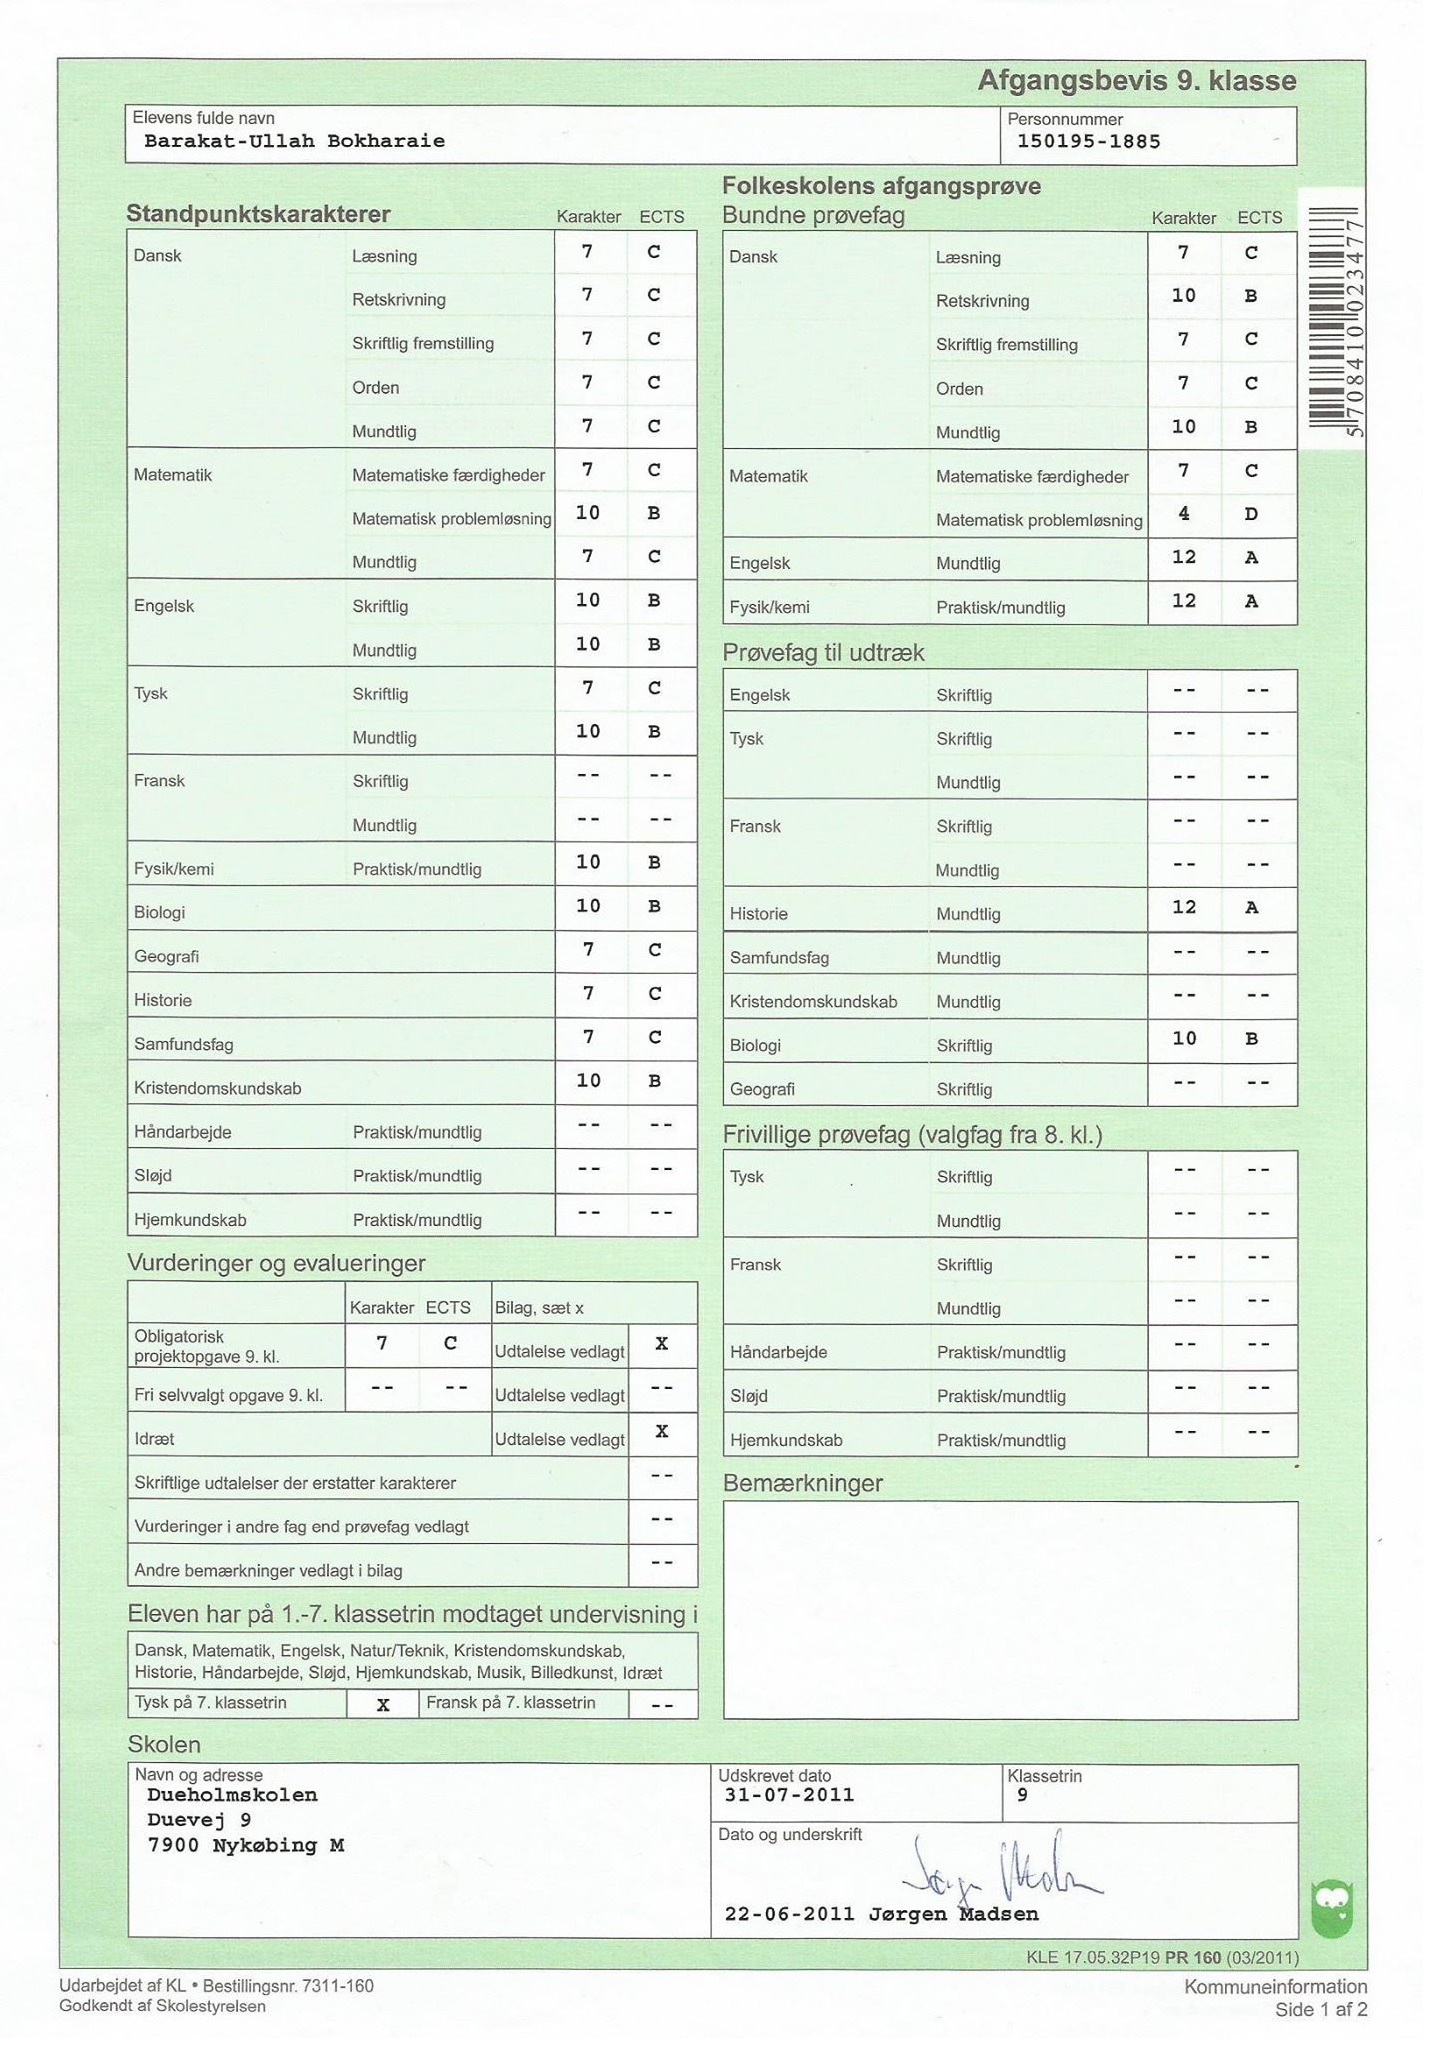 Afgangsbevis 9. klasse
Elevens fulde navn
Barakat-Ullah Bokharaie
Personnummer
150195-1885
Standpunktskarakterer Karakter ECTS
Dansk Læsning 7 C
Retskrivning 7 C
Skriftlig fremstilling 7 C
Orden 7 C
Mundtlig 7 C
Matematik Matematiske færdigheder 7 C
Matematisk problemløsning 10 B
Mundtlig 7 C
Engelsk Skriftlig 10 B
Mundtlig 10 B
Tysk Skriftlig 7 C
Mundtlig 10 B
Fransk Skriftlig -- --
Mundtlig -- --
Fysik/kemi Praktisk/mundtlig 10 B
Biologi 10 B
Geografi 7 C
Historie 7 C
Samfundsfag 7 C
Kristendomskundskab 10 B
Håndarbejde Praktisk/mundtlig -- --
Sløjd Praktisk/mundtlig -- --
Hjemkundskab Praktisk/mundtlig -- --
Vurderinger og evalueringer
Karakter ECTS Bilag, sæt x
Obligatorisk
projektopgave 9. kl. 7 C Udtalelse vedlagt X
Fri selvvalgt opgave 9. kl. -- -- Udtalelse vedlagt --
Idræt Udtalelse vedlagt X
Skriftlige udtalelser der erstatter karakterer --
Vurderinger i andre fag end prøvefag vedlagt --
Andre bemærkninger vedlagt i bilag --
Eleven har på 1.-7. klassetrin modtaget undervisning i
Dansk, Matematik, Engelsk, Natur/Teknik, Kristendomskundskab,
Historie, Håndarbejde, Sløjd, Hjemkundskab, Musik, Billedkunst, Idræt
Tysk på 7. klassetrin X Fransk på 7. klassetrin --
Folkeskolens afgangsprøve
Bundne prøvefag Karakter ECTS
Dansk Læsning 7 C
Retskrivning 10 B
Skriftlig fremstilling 7 C
Orden 7 C
Mundtlig 10 B
Matematik Matematiske færdigheder 7 C
Matematisk problemløsning 4 D
Engelsk Mundtlig 12 A
Fysik/kemi Praktisk/mundtlig 12 A
Prøvefag til udtræk
Engelsk Skriftlig -- --
Tysk Skriftlig -- --
Mundtlig -- --
Fransk Skriftlig -- --
Mundtlig -- --
Historie Mundtlig 12 A
Samfundsfag Mundtlig -- --
Kristendomskundskab Mundtlig -- --
Biologi Skriftlig 10 B
Geografi Skriftlig -- --
Frivillige prøvefag (valgfag fra 8. kl.)
Tysk Skriftlig -- --
Mundtlig -- --
Fransk Skriftlig -- --
Mundtlig -- --
Håndarbejde Praktisk/mundtlig -- --
Sløjd Praktisk/mundtlig -- --
Hjemkundskab Praktisk/mundtlig -- --
Bemærkninger
5708410023477
Skolen
Navn og adresse
Dueholmskolen
Duevej 9
7900 Nykøbing M
Udskrevet dato
31-07-2011
Klassetrin
9
Dato og underskrift
22-06-2011 Jørgen Madsen
KLE 17.05.32P19 PR 160 (03/2011)
Udarbejdet af KL • Bestillingsnr. 7311-160
Godkendt af Skolestyrelsen
Kommuneinformation
Side 1 af 2